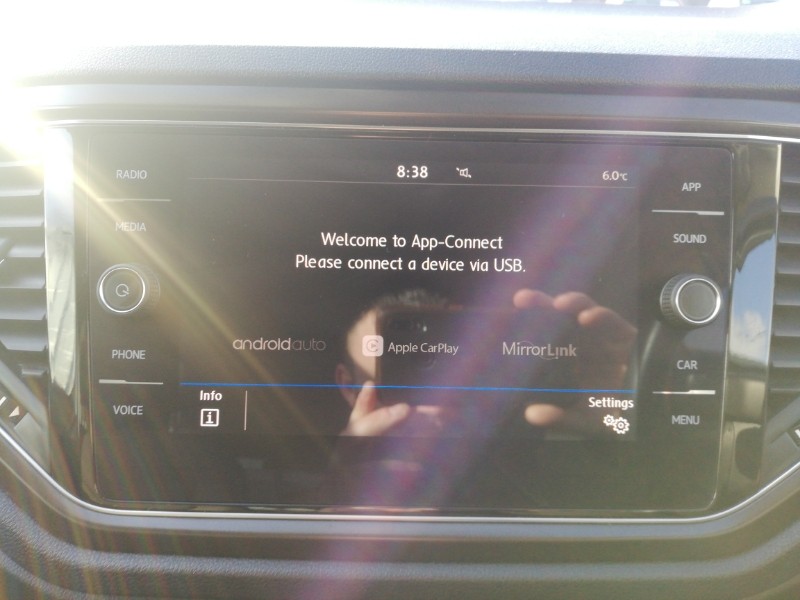 RADIO
MEDIA
PHONE
VOICE
8:38
6.0°C
Welcome to App-Connect
Please connect a device via USB.
androidauto
Apple CarPlay
MirrorLink
Info
i
Settings
APP
SOUND
CAR
MENU